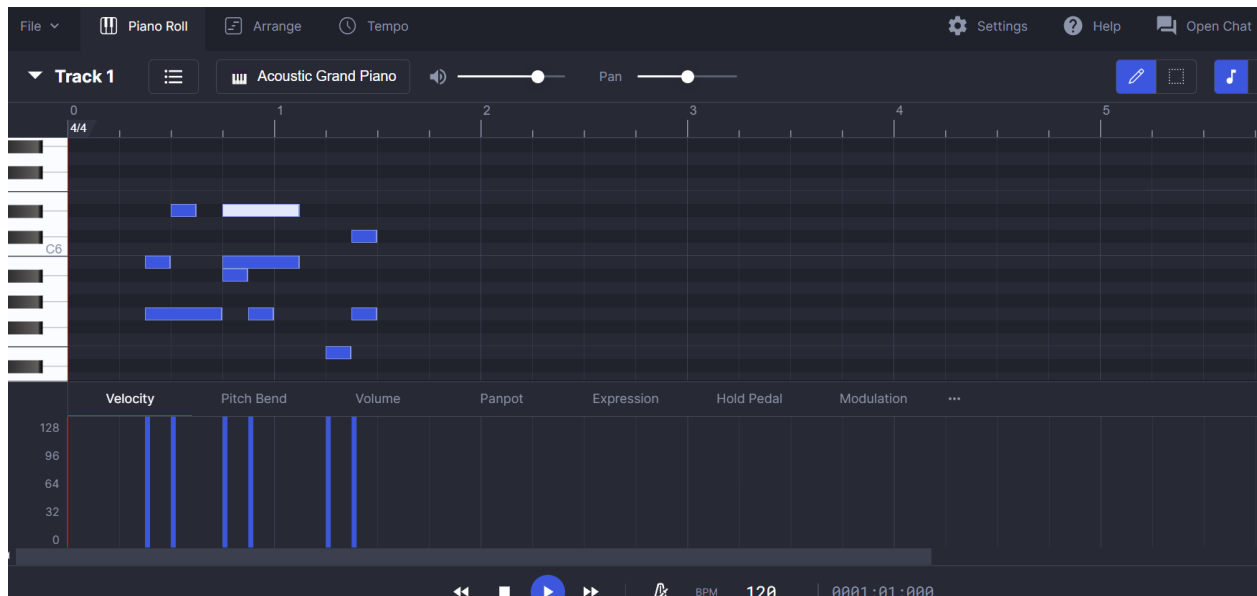 File Piano Roll Arrange Tempo Settings Help Open Chat
Track 1 Acoustic Grand Piano Pan
0 1 2 3 4 5
4/4
C6
Velocity Pitch Bend Volume Panpot Expression Hold Pedal Modulation ...
128
96
64
32
0
BPM 120 0001:01:000